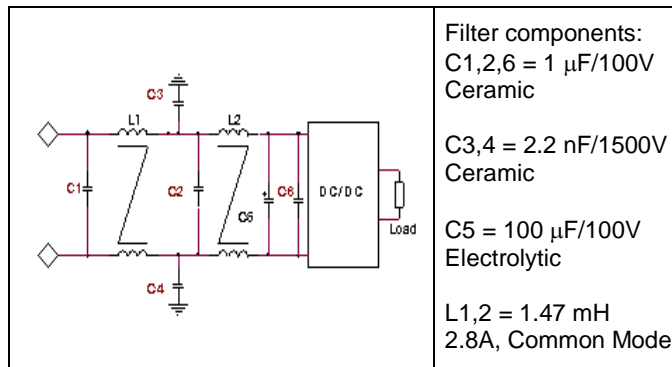 C3
L1
L2
C1
C2
C5
C6
+
DC/DC
Load
C4
Filter components:
C1,2,6 = 1 μF/100V
Ceramic
C3,4 = 2.2 nF/1500V
Ceramic
C5 = 100 μF/100V
Electrolytic
L1,2 = 1.47 mH
2.8A, Common Mode